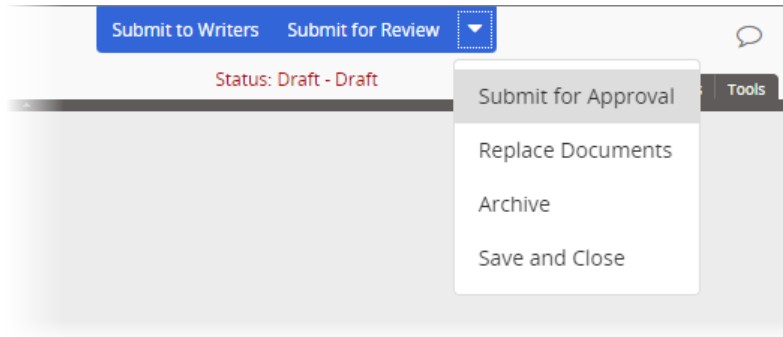 Submit to Writers Submit for Review
Status: Draft - Draft
Submit for Approval
Tools
Replace Documents
Archive
Save and Close